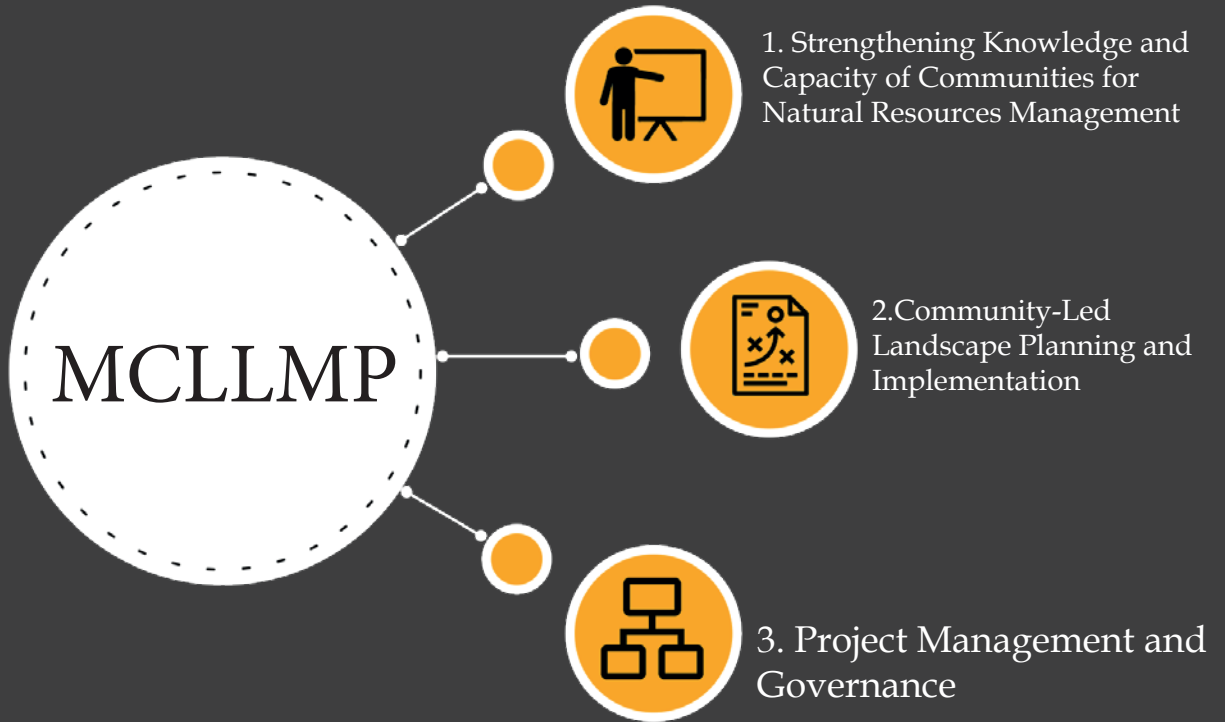 1. Strengthening Knowledge and
Capacity of Communities for
Natural Resources Management
MCLLMP
2.Community-Led
Landscape Planning and
Implementation
3. Project Management and
Governance